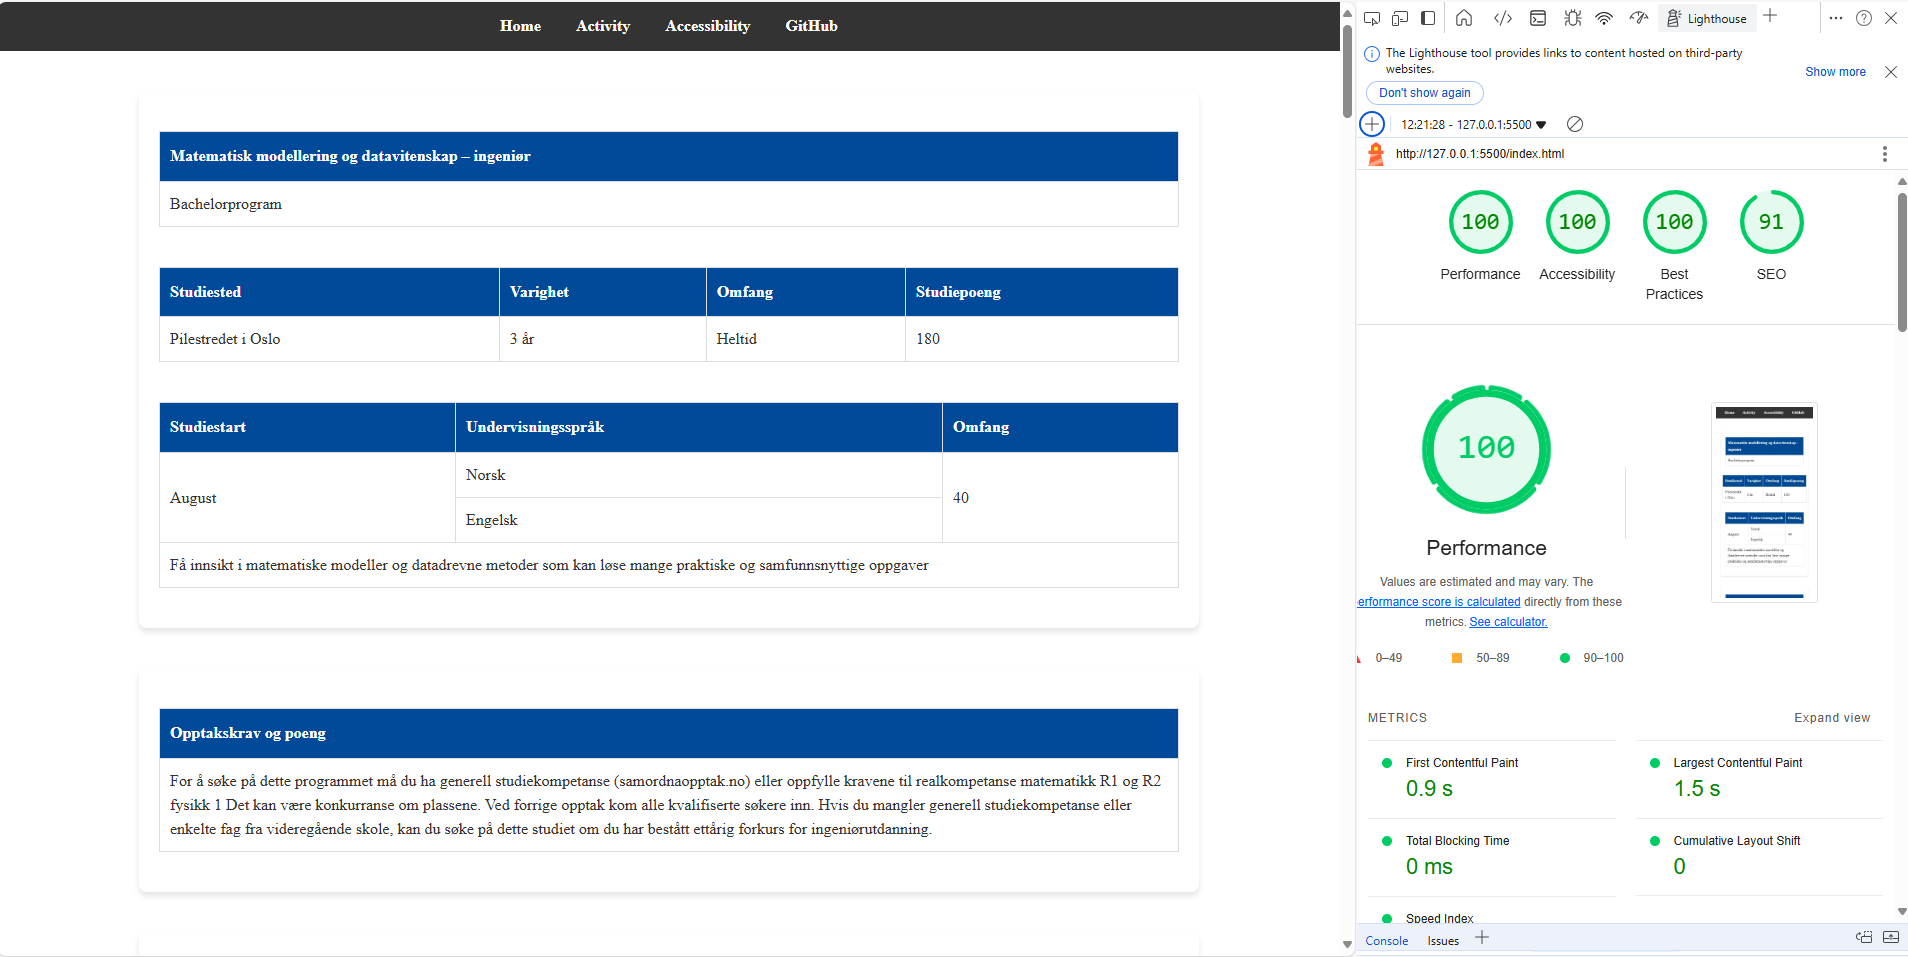 Home Activity Accessibility GitHub
Matematisk modellering og datavitenskap – ingeniør
Bachelorprogram
Studiested Varighet Omfang Studiepoeng
Pilestredet i Oslo 3 år Heltid 180
Studiestart Undervisningsspråk Omfang
August Norsk 40
Engelsk
Få innsikt i matematiske modeller og datadrevne metoder som kan løse mange praktiske og samfunnsnyttige oppgaver
Opptakskrav og poeng
For å søke på dette programmet må du ha generell studiekompetanse (samordnaopptak.no) eller oppfylle kravene til realkompetanse matematikk R1 og R2
fysikk 1 Det kan være konkurranse om plassene. Ved forrige opptak kom alle kvalifiserte søkere inn. Hvis du mangler generell studiekompetanse eller
enkelte fag fra videregående skole, kan du søke på dette studiet om du har bestått ettårig forkurs for ingeniørutdanning.
Lighthouse
The Lighthouse tool provides links to content hosted on third-party
websites.
Show more
Don't show again
12:21:28 - 127.0.0.1:5500
http://127.0.0.1:5500/index.html
100 100 100 91
Performance Accessibility Best Practices SEO
100
Performance
Values are estimated and may vary. The
erformance score is calculated directly from these
metrics. See calculator.
0–49 50–89 90–100
METRICS Expand view
First Contentful Paint Largest Contentful Paint
0.9 s 1.5 s
Total Blocking Time Cumulative Layout Shift
0 ms 0
Speed Index
Console Issues